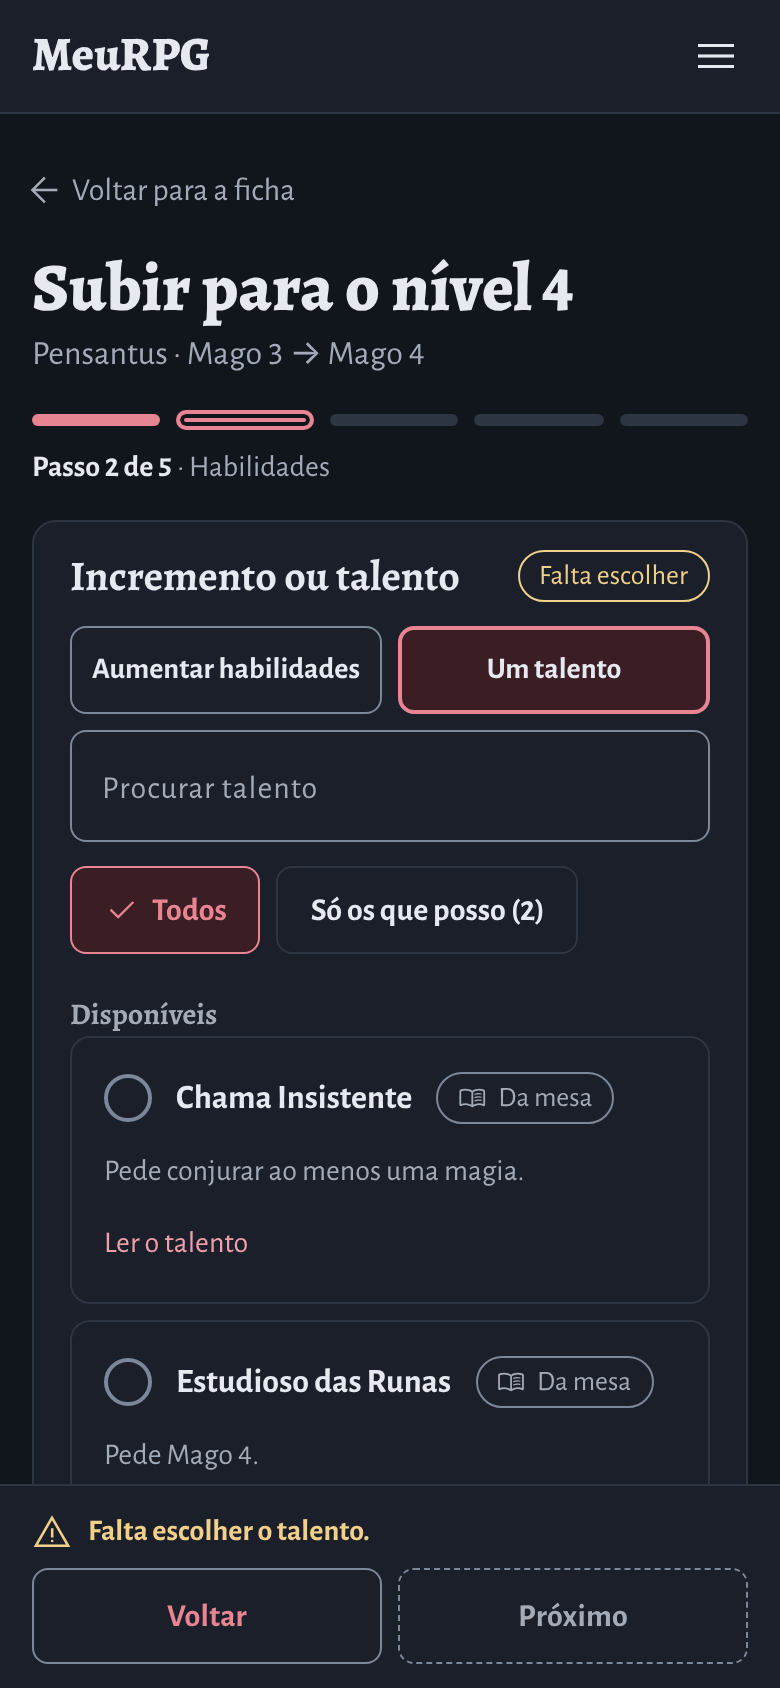 MeuRPG
← Voltar para a ficha
Subir para o nível 4
Pensantus · Mago 3 → Mago 4
Passo 2 de 5 · Habilidades
Incremento ou talento
Falta escolher
Aumentar habilidades
Um talento
Procurar talento
Todos
Só os que posso (2)
Disponíveis
Chama Insistente
Da mesa
Pede conjurar ao menos uma magia.
Ler o talento
Estudioso das Runas
Da mesa
Pede Mago 4.
Falta escolher o talento.
Voltar
Próximo